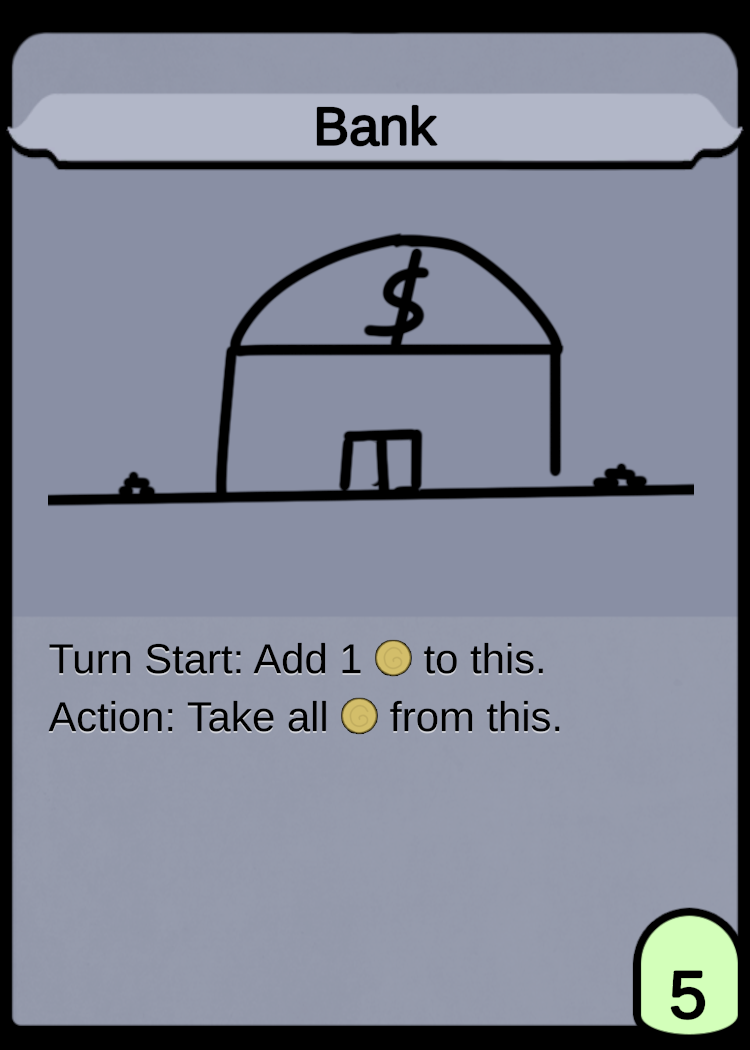 Bank
$
Turn Start: Add 1 to this.
Action: Take all from this.
5